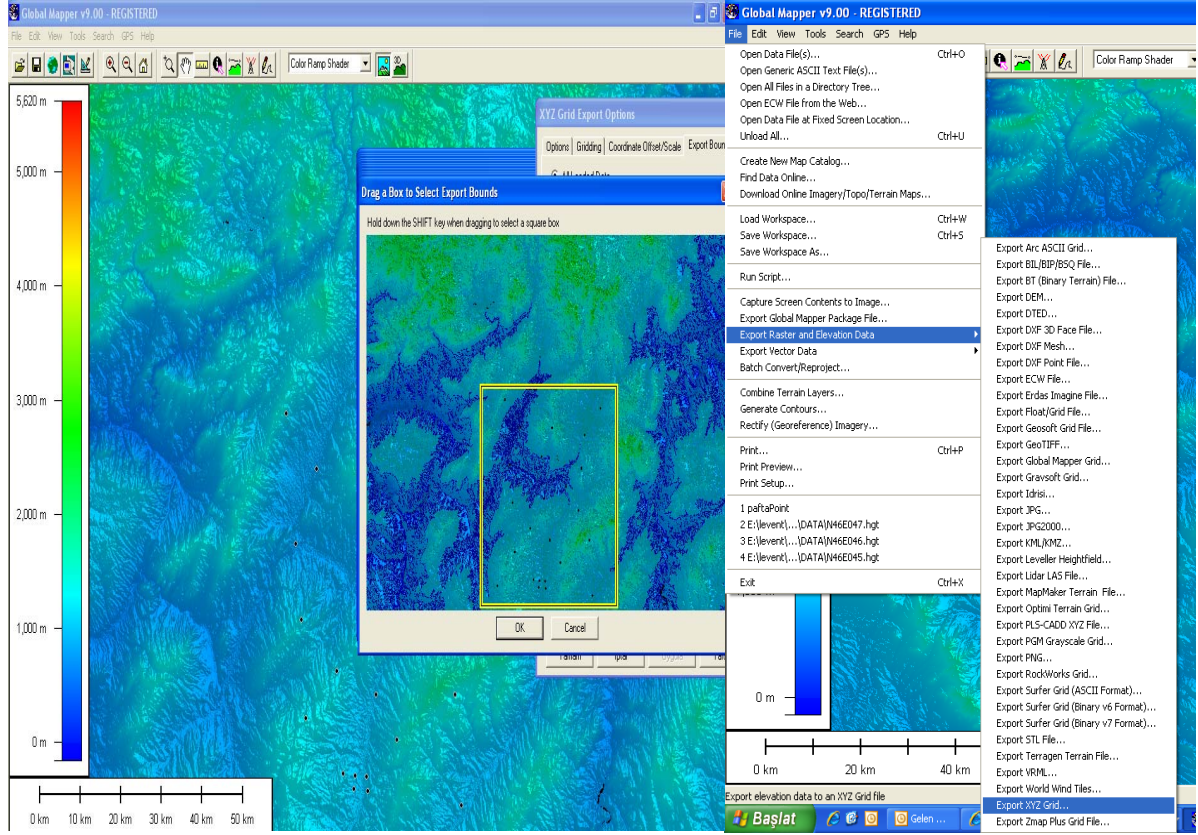 Global Mapper v9.00 - REGISTERED
File Edit View Tools Search GPS Help
Color Ramp Shader
5,620 m
5,000 m
4,000 m
3,000 m
2,000 m
1,000 m
0 m
0 km 10 km 20 km 30 km 40 km 50 km
XYZ Grid Export Options
Options Gridding Coordinate Offset/Scale Export Boun
All Loaded Data
Drag a Box to Select Export Bounds
Hold down the SHIFT key when dragging to select a square box
OK Cancel
Global Mapper v9.00 - REGISTERED
File Edit View Tools Search GPS Help
Color Ramp Shader
Open Data File(s)... Ctrl+O
Open Generic ASCII Text File(s)...
Open All Files in a Directory Tree...
Open ECW File from the Web...
Open Data File at Fixed Screen Location...
Unload All... Ctrl+U
Create New Map Catalog...
Find Data Online...
Download Online Imagery/Topo/Terrain Maps...
Load Workspace... Ctrl+W
Save Workspace... Ctrl+S
Save Workspace As...
Run Script...
Capture Screen Contents to Image...
Export Global Mapper Package File...
Export Raster and Elevation Data
Export Vector Data
Batch Convert/Reproject...
Combine Terrain Layers...
Generate Contours...
Rectify (Georeference) Imagery...
Print... Ctrl+P
Print Preview...
Print Setup...
1 paftaPoint
2 E:\levent\...\DATA\N46E047.hgt
3 E:\levent\...\DATA\N46E046.hgt
4 E:\levent\...\DATA\N46E045.hgt
Exit Ctrl+X
Export Arc ASCII Grid...
Export BIL/BIP/BSQ File...
Export BT (Binary Terrain) File...
Export DEM...
Export DTED...
Export DXF 3D Face File...
Export DXF Mesh...
Export DXF Point File...
Export ECW File...
Export Erdas Imagine File...
Export Float/Grid File...
Export Geosoft Grid File...
Export GeoTIFF...
Export Global Mapper Grid...
Export Gravsoft Grid...
Export Idrisi...
Export JPG...
Export JPG2000...
Export KML/KMZ...
Export Leveller Heightfield...
Export Lidar LAS File...
Export MapMaker Terrain File...
Export Optimi Terrain Grid...
Export PLS-CADD XYZ File...
Export PGM Grayscale Grid...
Export PNG...
Export RockWorks Grid...
Export Surfer Grid (ASCII Format)...
Export Surfer Grid (Binary v6 Format)...
Export Surfer Grid (Binary v7 Format)...
Export STL File...
Export Terragen Terrain File...
Export VRML...
Export World Wind Tiles...
Export XYZ Grid...
Export Zmap Plus Grid File...
0 m
0 km 20 km 40 km
Export elevation data to an XYZ Grid file
Başlat
Gelen ...